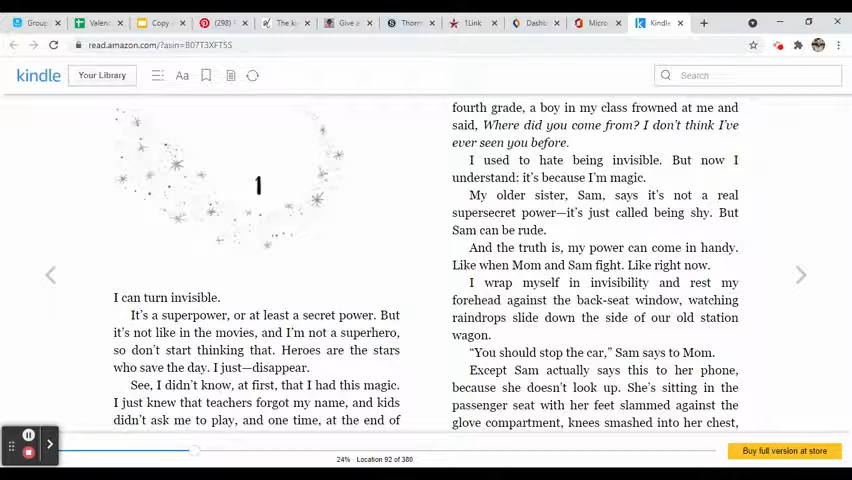 Group
Valenc
Copy
(298)
The k
Give a
Thorn
1Link
Dashb
Micros
Kindle
read.amazon.com/?asin=B07T3XFT5S
kindle
Your Library
Aa
Search
1
I can turn invisible.
It's a superpower, or at least a secret power. But
it's not like in the movies, and I'm not a superhero,
so don't start thinking that. Heroes are the stars
who save the day. I just—disappear.
See, I didn't know, at first, that I had this magic.
I just knew that teachers forgot my name, and kids
didn't ask me to play, and one time, at the end of
fourth grade, a boy in my class frowned at me and
said, Where did you come from? I don't think I've
ever seen you before.
I used to hate being invisible. But now I
understand: it's because I'm magic.
My older sister, Sam, says it's not a real
supersecret power—it's just called being shy. But
Sam can be rude.
And the truth is, my power can come in handy.
Like when Mom and Sam fight. Like right now.
I wrap myself in invisibility and rest my
forehead against the back-seat window, watching
raindrops slide down the side of our old station
wagon.
"You should stop the car," Sam says to Mom.
Except Sam actually says this to her phone,
because she doesn't look up. She's sitting in the
passenger seat with her feet slammed against the
glove compartment, knees smashed into her chest,
24% Location 92 of 380
Buy full version at store